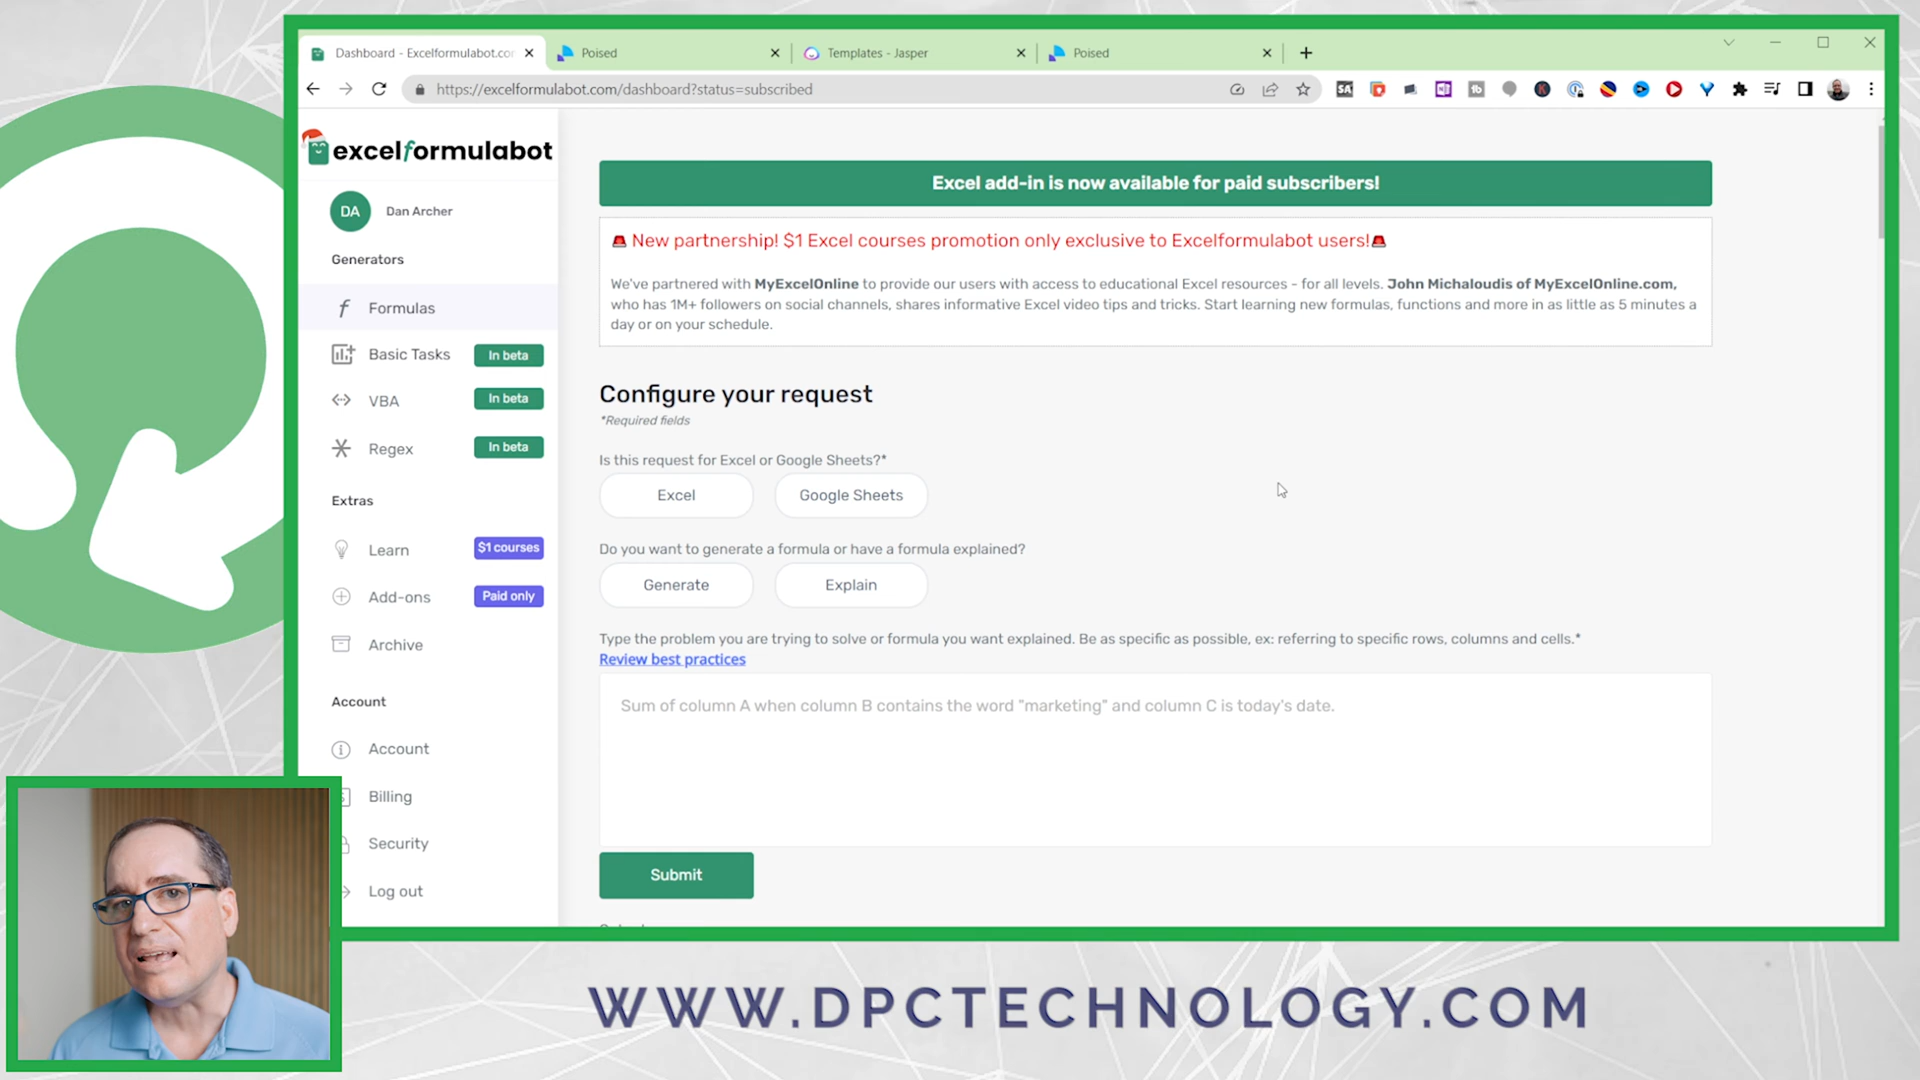 Dashboard - Excelformulabot.cor
Poised
Templates - Jasper
Poised
https://excelformulabot.com/dashboard?status=subscribed
SA
excelformulabot
DA
Dan Archer
Generators
Formulas
Basic Tasks
In beta
VBA
In beta
Regex
In beta
Extras
Learn
$1 courses
Add-ons
Paid only
Archive
Account
Account
Billing
Security
Log out
Excel add-in is now available for paid subscribers!
New partnership! $1 Excel courses promotion only exclusive to Excelformulabot users!
We've partnered with MyExcelOnline to provide our users with access to educational Excel resources - for all levels. John Michaloudis of MyExcelOnline.com,
who has 1M+ followers on social channels, shares informative Excel video tips and tricks. Start learning new formulas, functions and more in as little as 5 minutes a
day or on your schedule.
Configure your request
*Required fields
Is this request for Excel or Google Sheets?*
Excel
Google Sheets
Do you want to generate a formula or have a formula explained?
Generate
Explain
Type the problem you are trying to solve or formula you want explained. Be as specific as possible, ex: referring to specific rows, columns and cells.*
Review best practices
Sum of column A when column B contains the word "marketing" and column C is today's date.
Submit
WWW.DPCTECHNOLOGY.COM